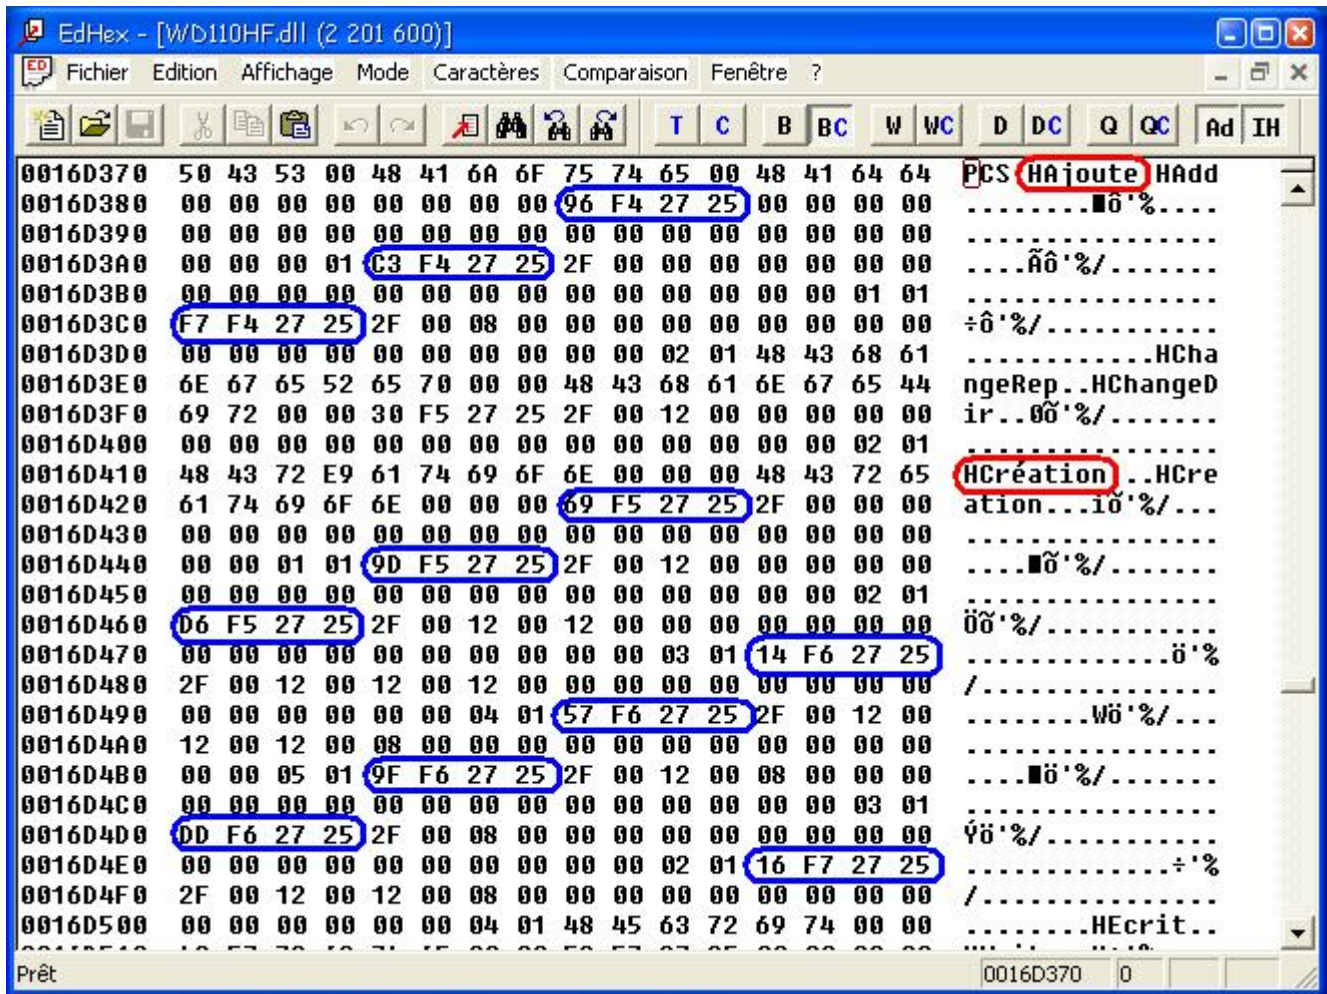 EdHex - [WD110HF.dll (2 201 600)]
Fichier Edition Affichage Mode Caractères Comparaison Fenêtre ?
T C B BC W WC D DC Q QC Ad IH
0016D370 50 43 53 00 48 41 6A 6F 75 74 65 00 48 41 64 64 PCS HAjoute HAdd
0016D380 00 00 00 00 00 00 00 00 96 F4 27 25 00 00 00 00 ........■ô'%....
0016D390 00 00 00 00 00 00 00 00 00 00 00 00 00 00 00 00 ................
0016D3A0 00 00 00 01 C3 F4 27 25 2F 00 00 00 00 00 00 00 ....Ãô'%/.......
0016D3B0 00 00 00 00 00 00 00 00 00 00 00 00 00 00 01 01 ................
0016D3C0 F7 F4 27 25 2F 00 08 00 00 00 00 00 00 00 00 00 ÷ô'%/...........
0016D3D0 00 00 00 00 00 00 00 00 00 00 02 01 48 43 68 61 ............HCha
0016D3E0 6E 67 65 52 65 70 00 00 48 43 68 61 6E 67 65 44 ngeRep..HChangeD
0016D3F0 69 72 00 00 30 F5 27 25 2F 00 12 00 00 00 00 00 ir..0õ'%/.......
0016D400 00 00 00 00 00 00 00 00 00 00 00 00 00 00 02 01 ................
0016D410 48 43 72 E9 61 74 69 6F 6E 00 00 00 48 43 72 65 HCréation ..HCre
0016D420 61 74 69 6F 6E 00 00 00 69 F5 27 25 2F 00 00 00 ation...iõ'%/...
0016D430 00 00 00 00 00 00 00 00 00 00 00 00 00 00 00 00 ................
0016D440 00 00 01 01 9D F5 27 25 2F 00 12 00 00 00 00 00 ....■õ'%/.......
0016D450 00 00 00 00 00 00 00 00 00 00 00 00 00 00 02 01 ................
0016D460 D6 F5 27 25 2F 00 12 00 12 00 00 00 00 00 00 00 Öõ'%/...........
0016D470 00 00 00 00 00 00 00 00 00 00 03 01 14 F6 27 25 .............ö'%
0016D480 2F 00 12 00 12 00 12 00 00 00 00 00 00 00 00 00 /...............
0016D490 00 00 00 00 00 00 04 01 57 F6 27 25 2F 00 12 00 ........Wö'%/...
0016D4A0 12 00 12 00 08 00 00 00 00 00 00 00 00 00 00 00 ................
0016D4B0 00 00 05 01 9F F6 27 25 2F 00 12 00 08 00 00 00 ....■ö'%/.......
0016D4C0 00 00 00 00 00 00 00 00 00 00 00 00 00 00 03 01 ................
0016D4D0 DD F6 27 25 2F 00 08 00 00 00 00 00 00 00 00 00 Ýö'%/...........
0016D4E0 00 00 00 00 00 00 00 00 00 00 02 01 16 F7 27 25 .............÷'%
0016D4F0 2F 00 12 00 12 00 08 00 00 00 00 00 00 00 00 00 /...............
0016D500 00 00 00 00 00 00 04 01 48 45 63 72 69 74 00 00 ........HEcrit..
Prêt 0016D370 0